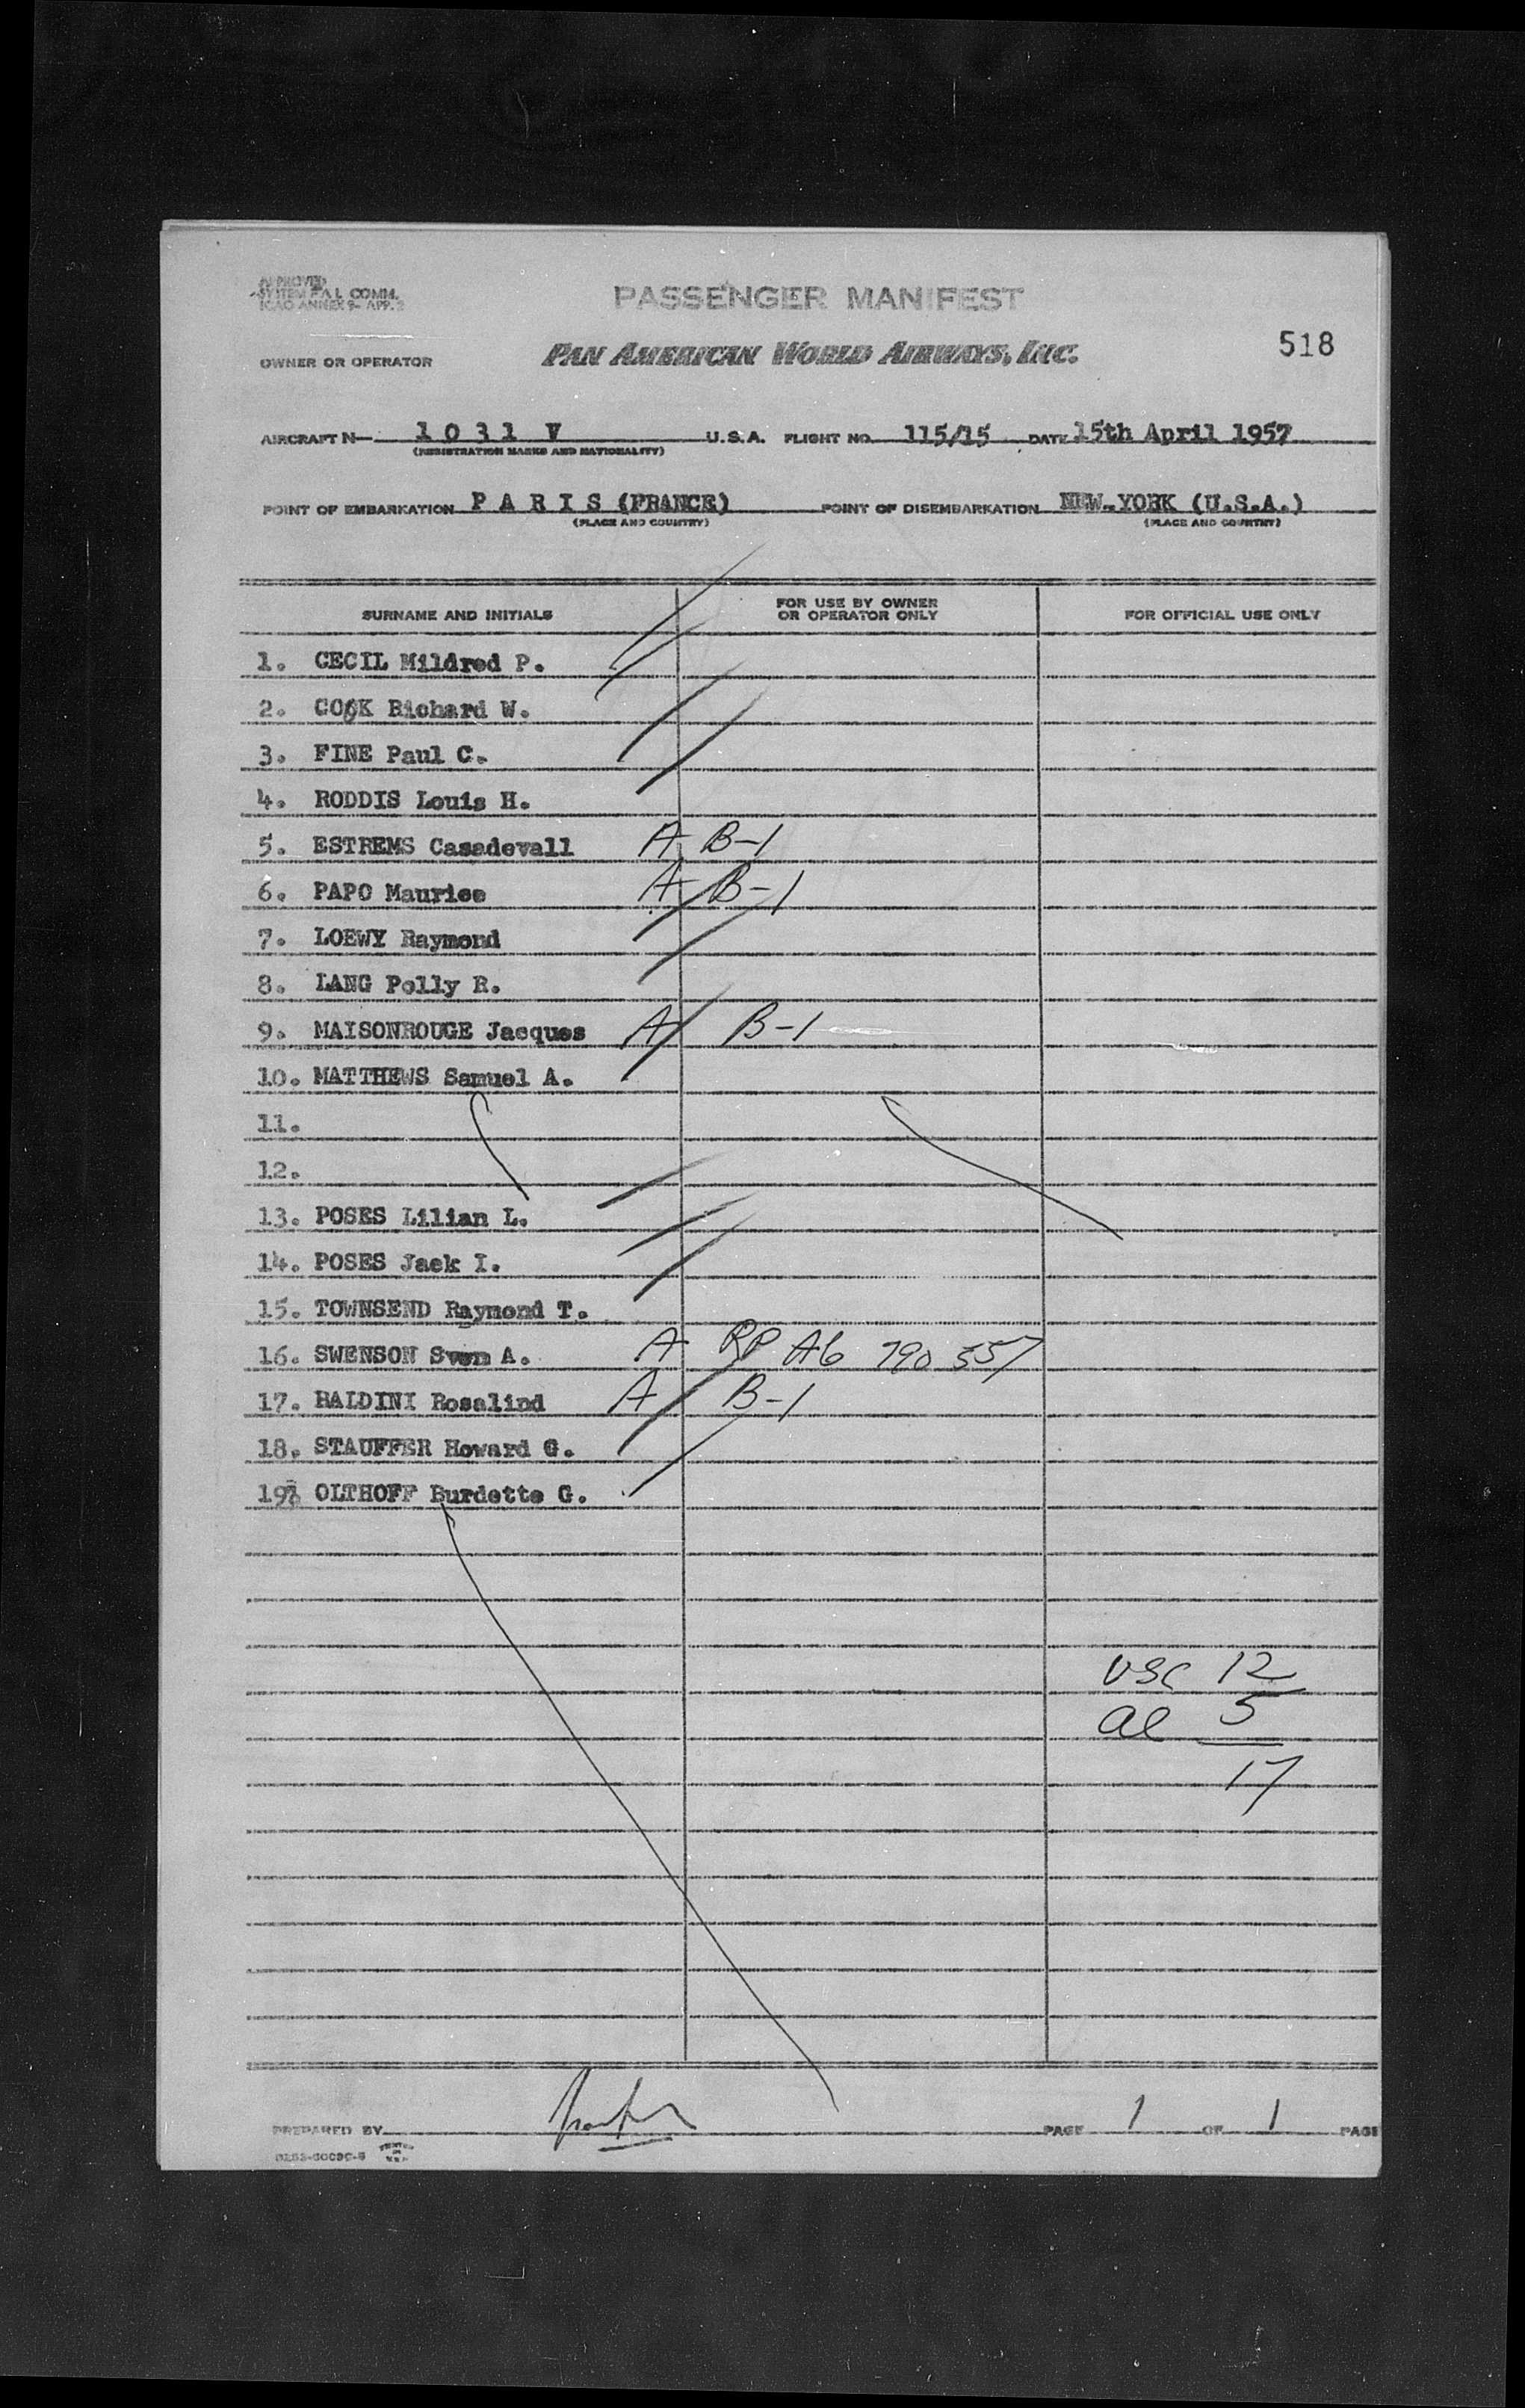 APPROVED
SYSTEM F.A.L. COMM.
ICAO ANNEX 9- APP. 2
PASSENGER MANIFEST
OWNER OR OPERATOR PAN AMERICAN WORLD AIRWAYS, INC. 518
AIRCRAFT N— 1 0 3 1 V U.S.A. FLIGHT NO. 115/15 DATE 15th April 1957
(REGISTRATION MARKS AND NATIONALITY)
POINT OF EMBARKATION P A R I S (FRANCE) POINT OF DISEMBARKATION NEW-YORK (U.S.A.)
(PLACE AND COUNTRY) (PLACE AND COUNTRY)
SURNAME AND INITIALS FOR USE BY OWNER OR OPERATOR ONLY FOR OFFICIAL USE ONLY
1. CECIL Mildred P.
2. COOK Richard W.
3. FINE Paul C.
4. RODDIS Louis H.
5. ESTREMS Casadevall A B-1
6. PAPO Maurice A B-1
7. LOEWY Raymond
8. LANG Polly R.
9. MAISONROUGE Jacques A B-1
10. MATTHEWS Samuel A.
11.
12.
13. POSES Lilian L.
14. POSES Jack I.
15. TOWNSEND Raymond T.
16. SWENSON Sven A. A RP A6 790 557
17. BALDINI Rosalind A B-1
18. STAUFFER Howard G.
19. OLTHOFF Burdette G.
USC 12
al 5
17
PREPARED BY PAGE 1 OF 1 PAGE